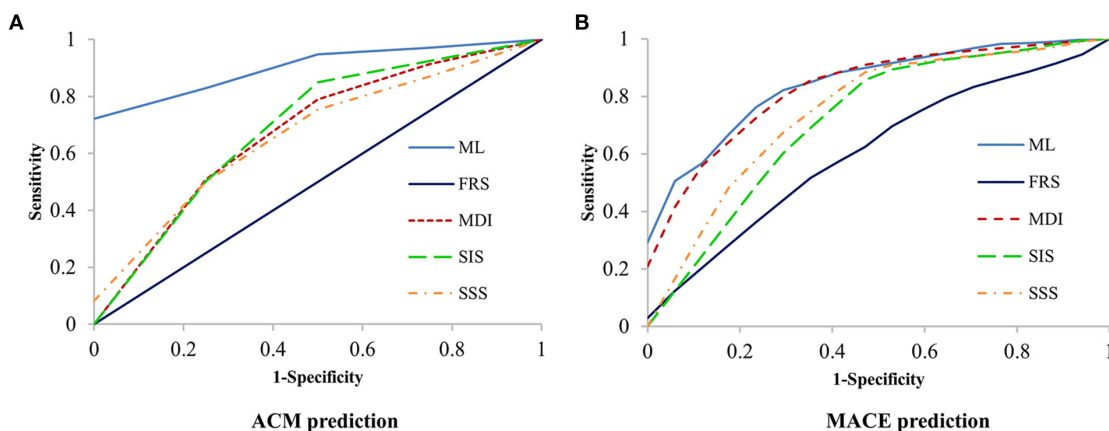 A
1
0.8
0.6
0.4
0.2
0
Sensitivity
ML
FRS
MDI
SIS
SSS
0 0.2 0.4 0.6 0.8 1
1-Specificity
ACM prediction
B
1
0.8
0.6
0.4
0.2
0
Sensitivity
ML
FRS
MDI
SIS
SSS
0 0.2 0.4 0.6 0.8 1
1-Specificity
MACE prediction